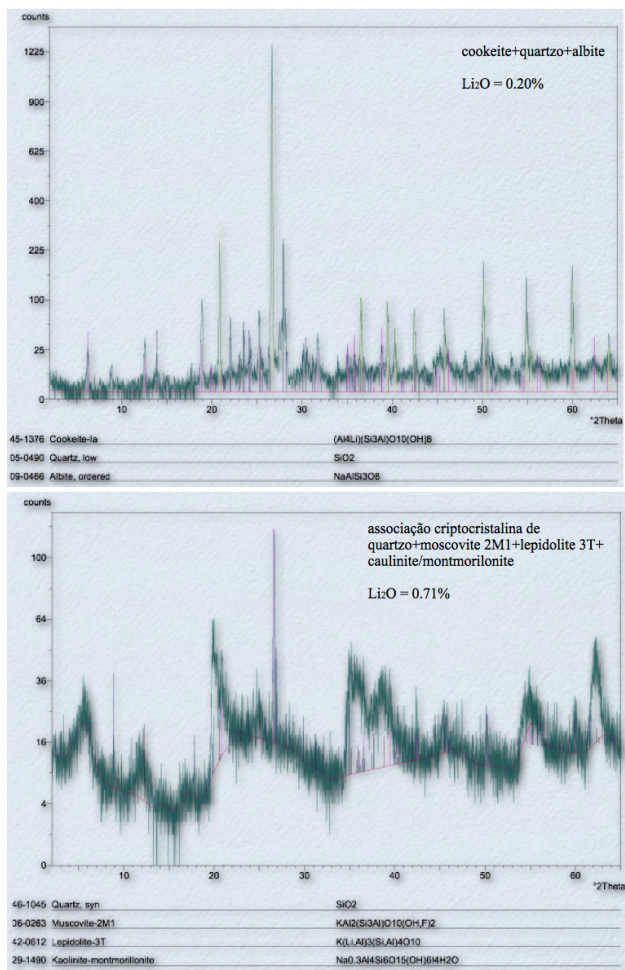 counts
cookeite+quartzo+albite
Li2O = 0.20%
1225
900
625
400
225
100
25
0
10 20 30 40 50 60
°2Theta
45-1376 Cookeite-Ia (Al4Li)(Si3Al)O10(OH)8
05-0490 Quartz, low SiO2
09-0466 Albite, ordered NaAlSi3O8
counts
associação criptocristalina de
quartzo+moscovite 2M1+lepidolite 3T+
caulinite/montmorilonite
Li2O = 0.71%
100
64
36
16
4
0
10 20 30 40 50 60
°2Theta
46-1045 Quartz, syn SiO2
06-0263 Muscovite-2M1 KAl2(Si3Al)O10(OH,F)2
42-0612 Lepidolite-3T K(Li,Al)3(Si,Al)4O10
29-1490 Kaolinite-montmorillonite Na0.3Al4Si6O15(OH)6!4H2O